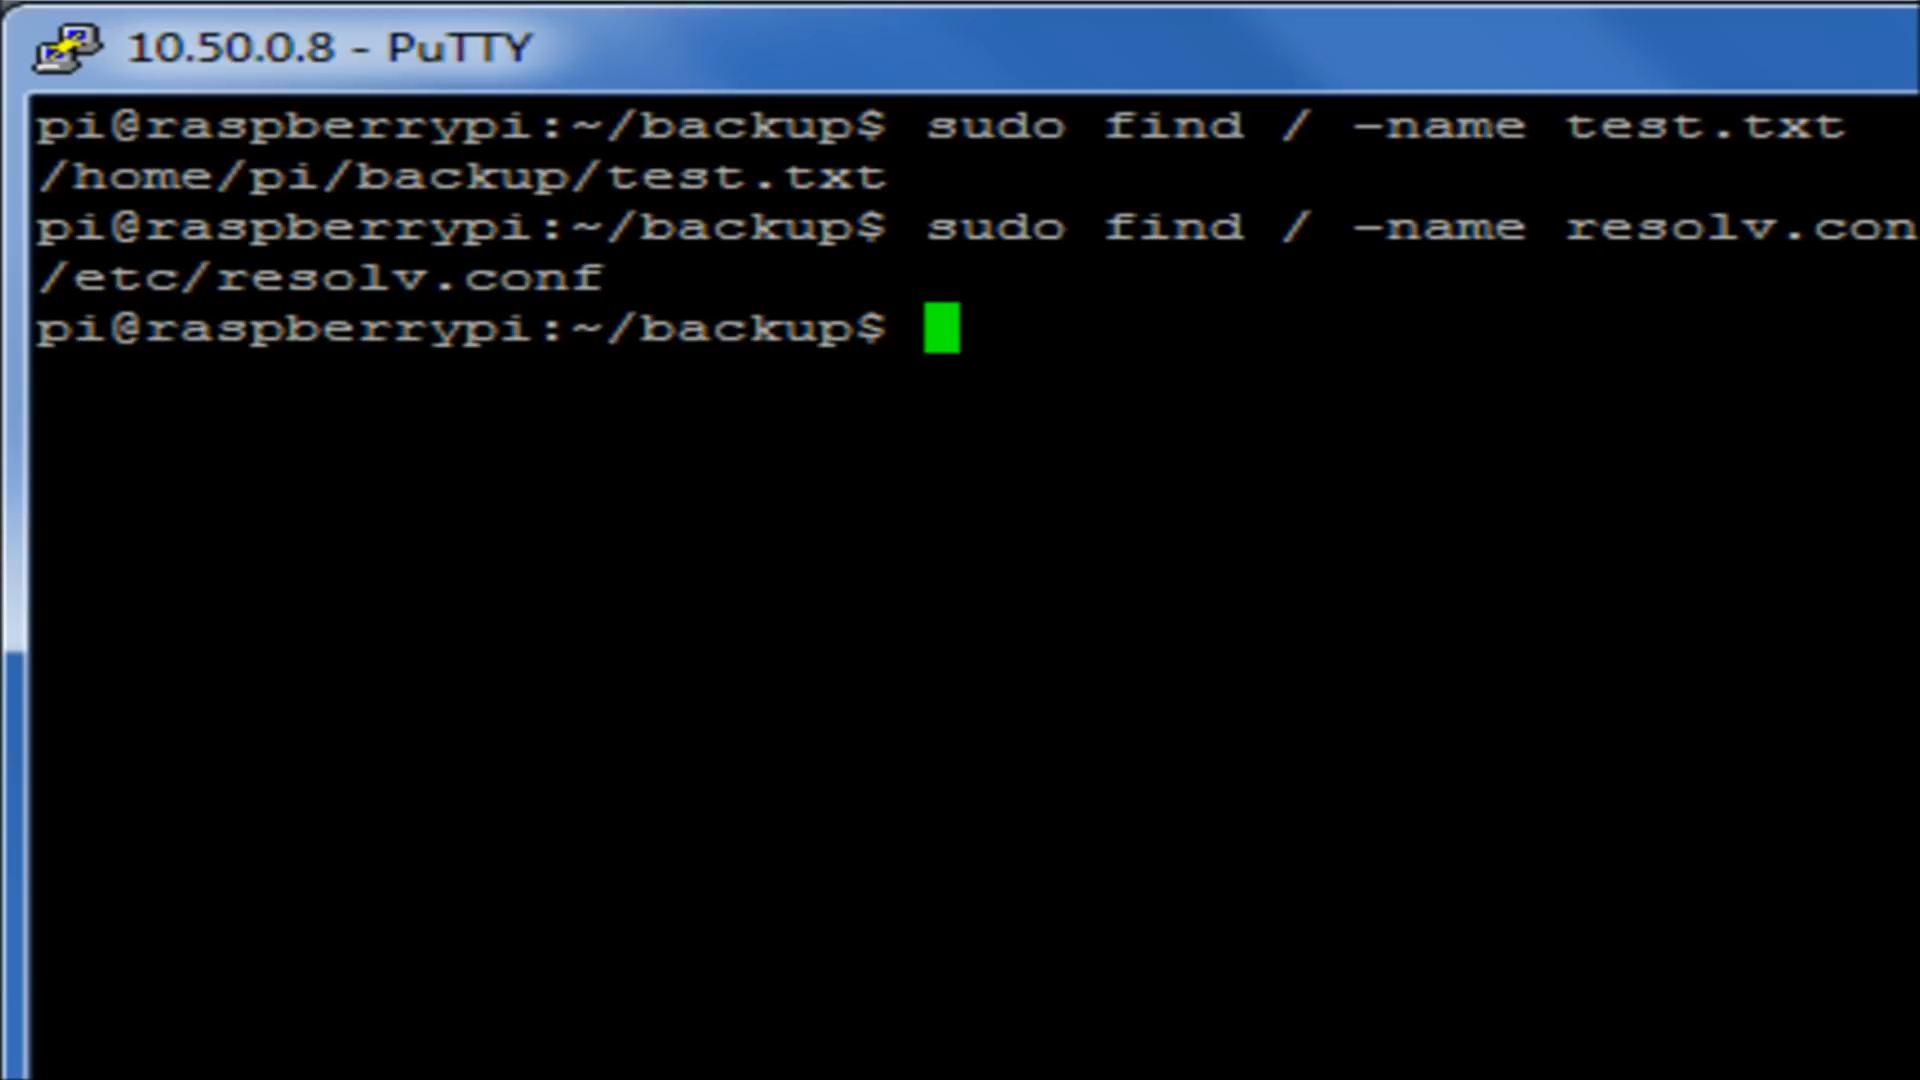 10.50.0.8 - PuTTY
pi@raspberrypi:~/backup$ sudo find / -name test.txt
/home/pi/backup/test.txt
pi@raspberrypi:~/backup$ sudo find / -name resolv.con
/etc/resolv.conf
pi@raspberrypi:~/backup$